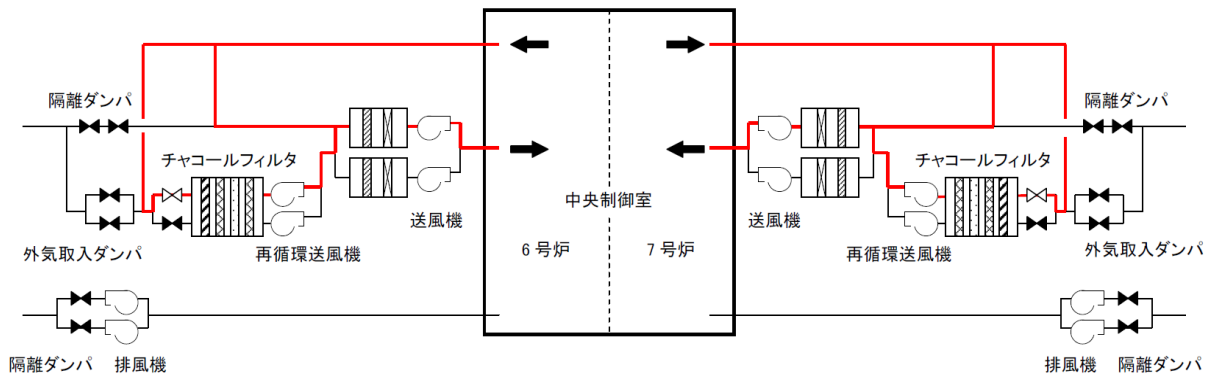 隔離ダンパ
チャコールフィルタ
外気取入ダンパ
再循環送風機
送風機
隔離ダンパ
排風機
中央制御室
6号炉
7号炉
隔離ダンパ
チャコールフィルタ
送風機
再循環送風機
外気取入ダンパ
排風機
隔離ダンパ